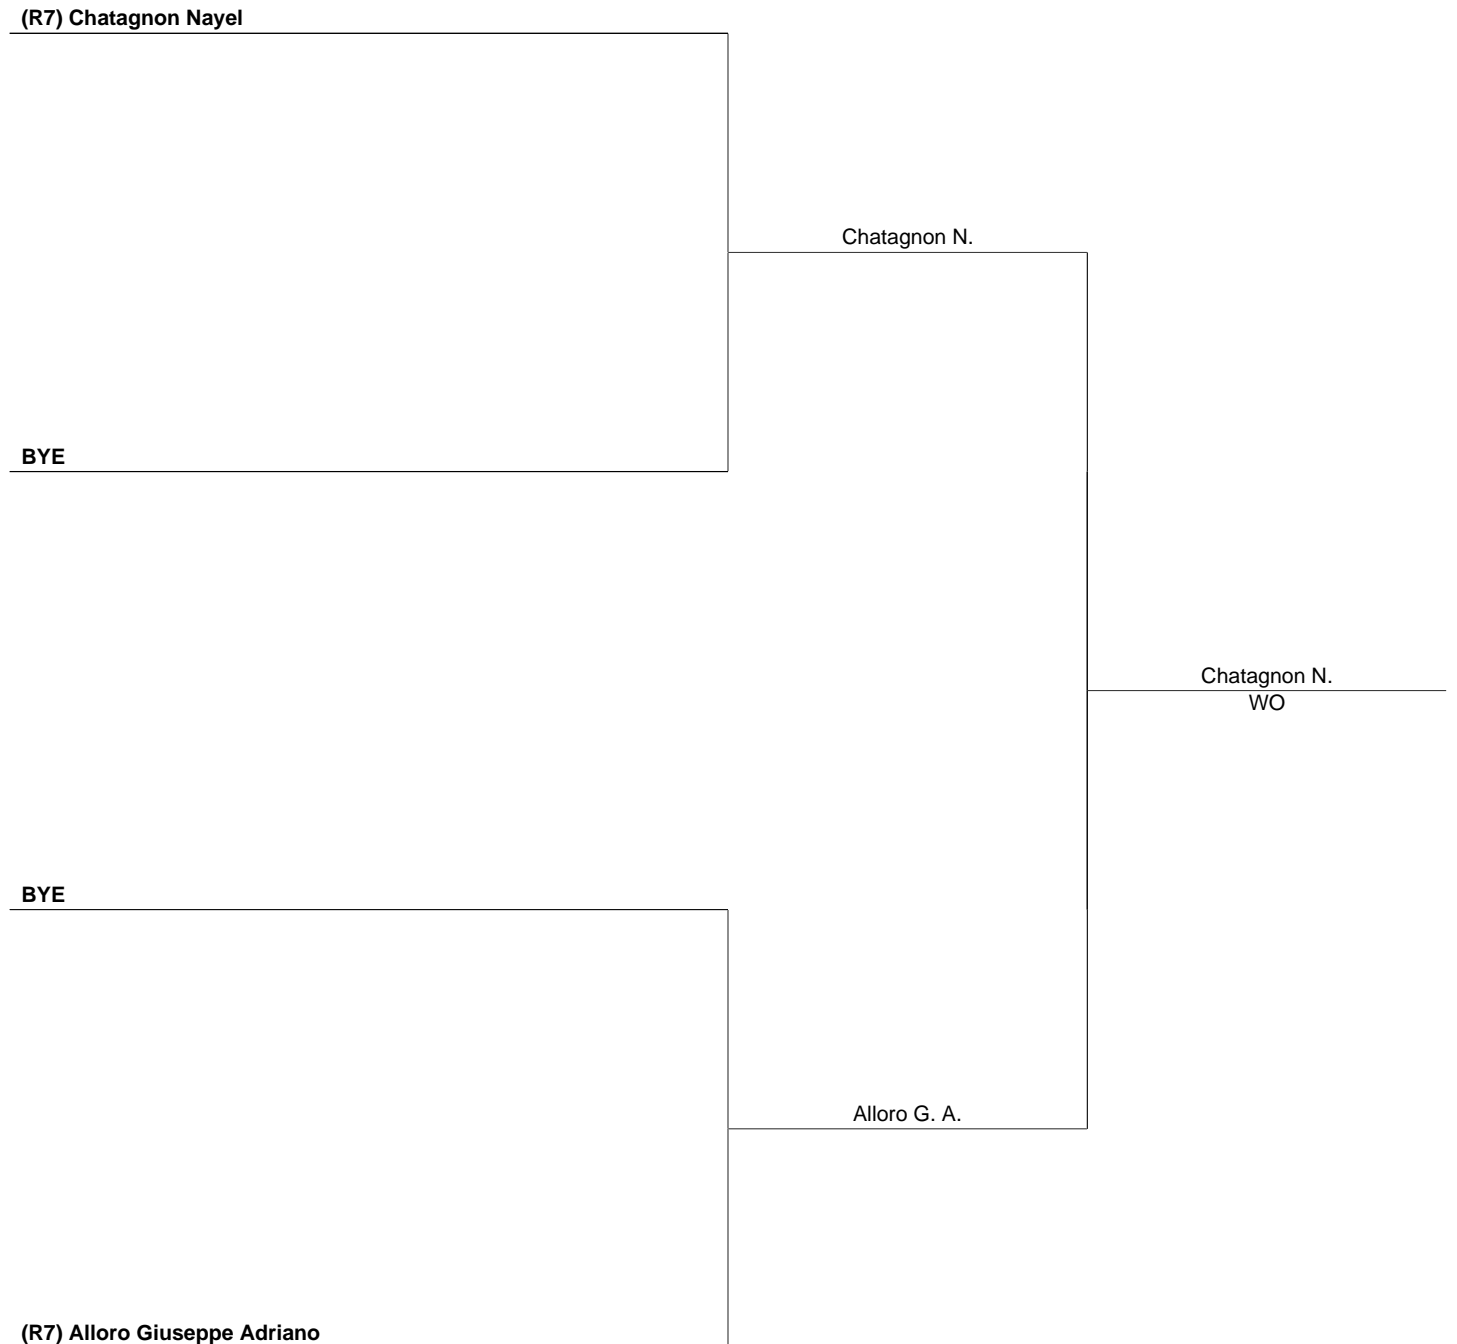 (R7) Chatagnon Nayel
Chatagnon N.
BYE
Chatagnon N.
WO
BYE
Alloro G. A.
(R7) Alloro Giuseppe Adriano